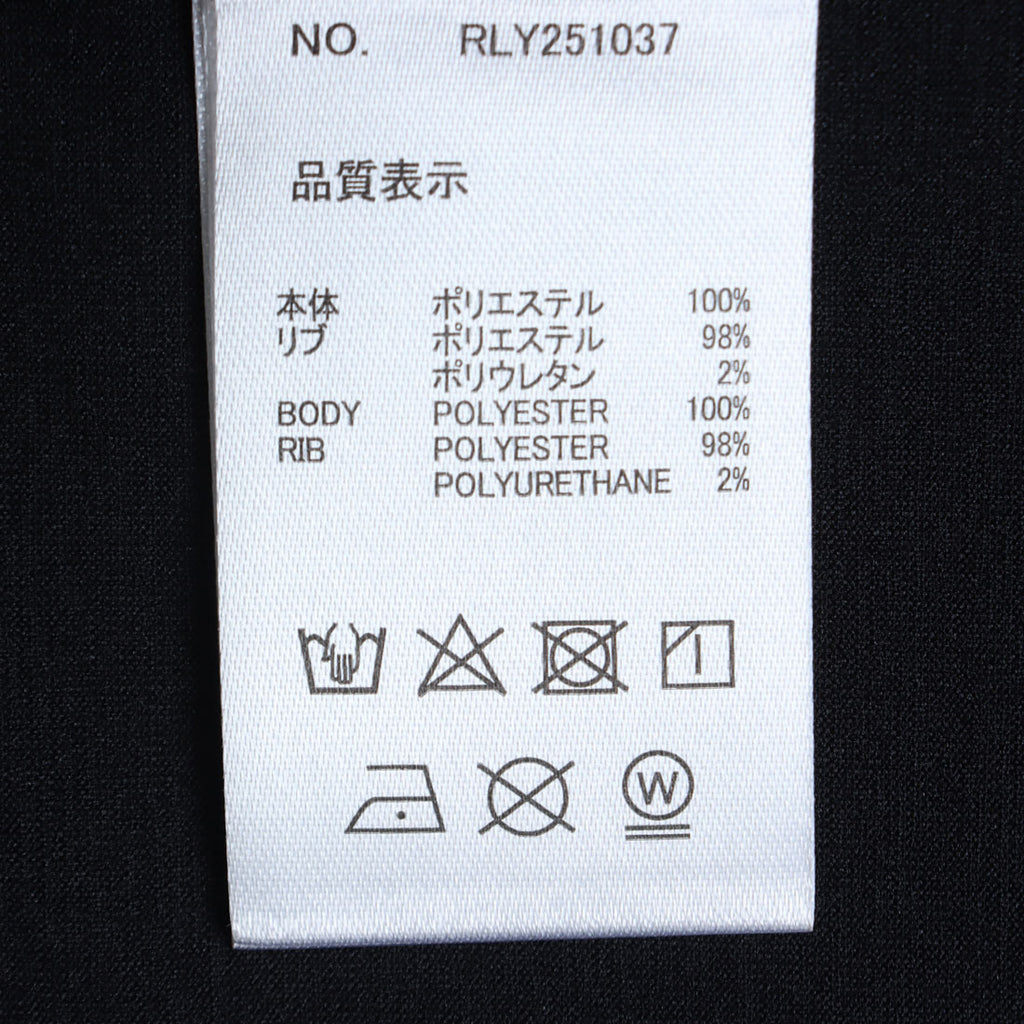 NO. RLY251037
品質表示
本体 ポリエステル 100%
リブ ポリエステル 98%
ポリウレタン 2%
BODY POLYESTER 100%
RIB POLYESTER 98%
POLYURETHANE 2%
W